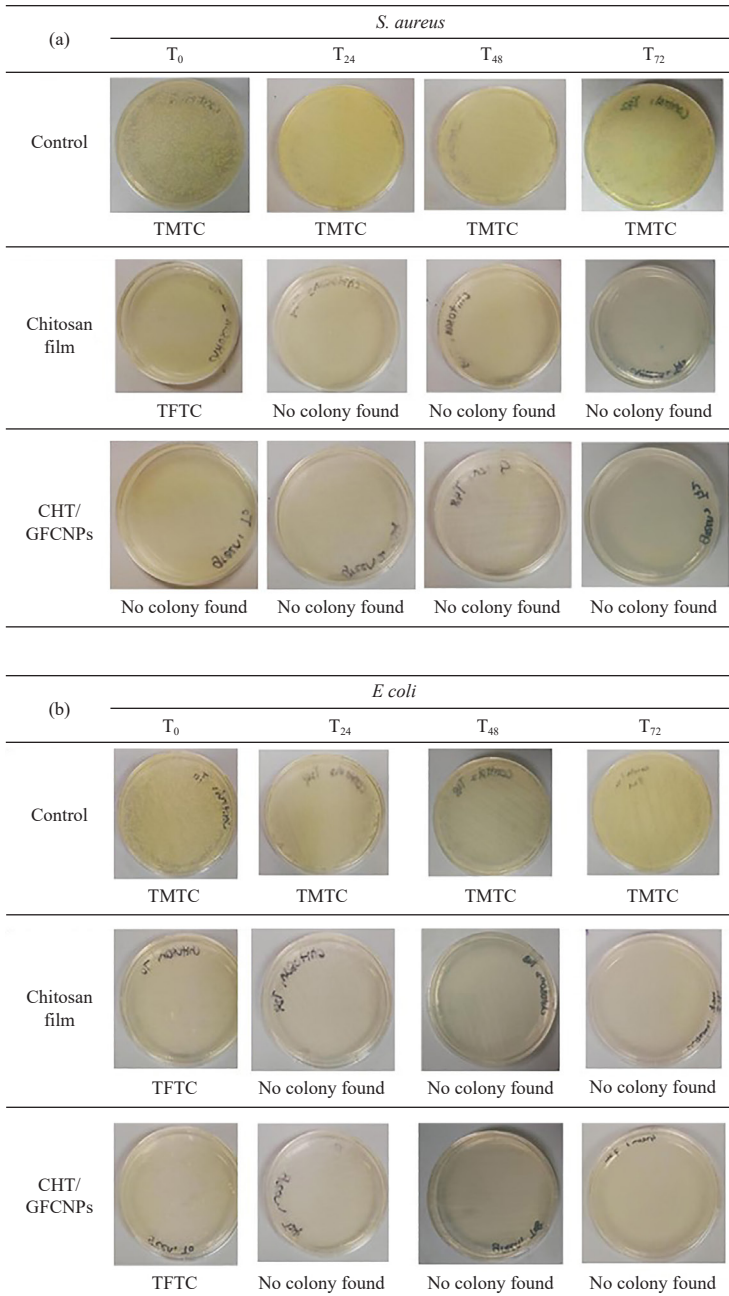 (a)
S. aureus
T₀ T₂₄ T₄₈ T₇₂
Control
TMTC TMTC TMTC TMTC
Chitosan
film
TFTC No colony found No colony found No colony found
CHT/
GFCNPs
No colony found No colony found No colony found No colony found
(b)
E coli
T₀ T₂₄ T₄₈ T₇₂
Control
TMTC TMTC TMTC TMTC
Chitosan
film
TFTC No colony found No colony found No colony found
CHT/
GFCNPs
TFTC No colony found No colony found No colony found